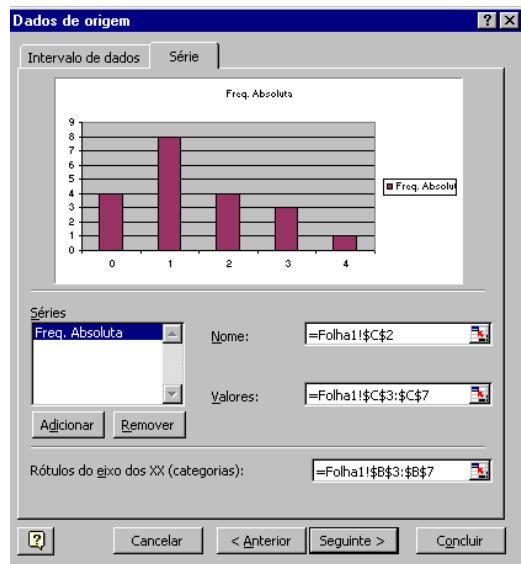 Dados de origem
Intervalo de dados
Série
Freq. Absoluta
9
8
7
6
5
4
3
2
1
0
0 1 2 3 4
Freq. Absolut
Séries
Freq. Absoluta
Nome:
=Folha1!$C$2
Valores:
=Folha1!$C$3:$C$7
Adicionar
Remover
Rótulos do eixo dos XX (categorias):
=Folha1!$B$3:$B$7
Cancelar
< Anterior
Seguinte >
Concluir